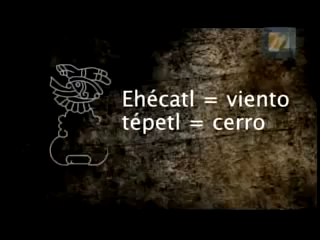 Ehécatl = viento
tépetl = cerro